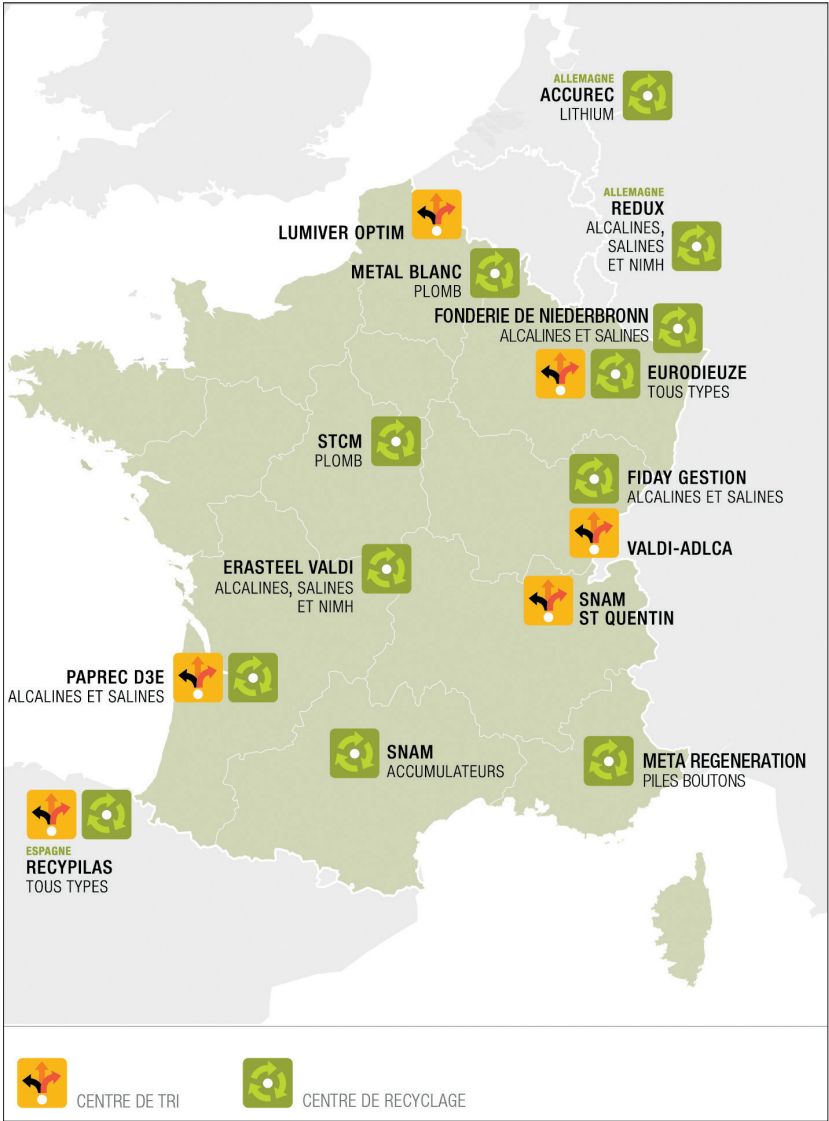 ALLEMAGNE
ACCUREC
LITHIUM
ALLEMAGNE
REDUX
ALCALINES,
SALINES
ET NIMH
LUMIVER OPTIM
METAL BLANC
PLOMB
FONDERIE DE NIEDERBRONN
ALCALINES ET SALINES
EURODIEUZE
TOUS TYPES
STCM
PLOMB
FIDAY GESTION
ALCALINES ET SALINES
VALDI-ADLCA
ERASTEEL VALDI
ALCALINES, SALINES
ET NIMH
SNAM
ST QUENTIN
PAPREC D3E
ALCALINES ET SALINES
SNAM
ACCUMULATEURS
META REGENERATION
PILES BOUTONS
ESPAGNE
RECYPILAS
TOUS TYPES
CENTRE DE TRI
CENTRE DE RECYCLAGE